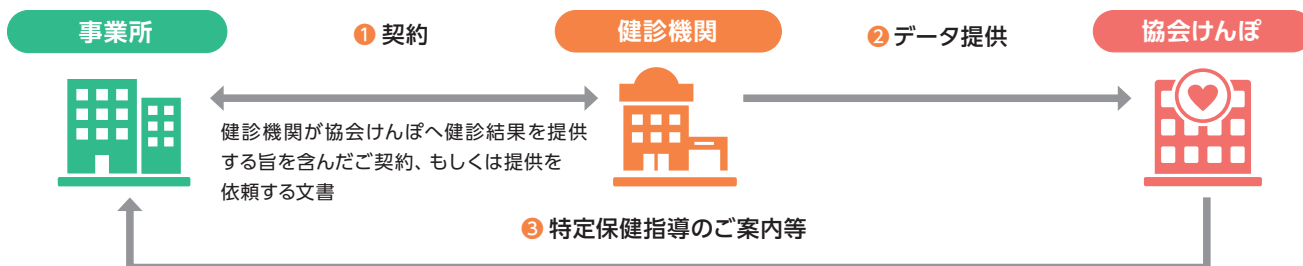 事業所
❶ 契約
健診機関
❷ データ提供
協会けんぽ
健診機関が協会けんぽへ健診結果を提供
する旨を含んだご契約、もしくは提供を
依頼する文書
❸ 特定保健指導のご案内等